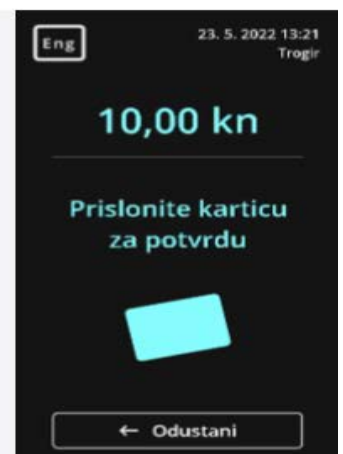 Eng
23. 5. 2022 13:21
Trogir
10,00 kn
Prislonite karticu
za potvrdu
← Odustani